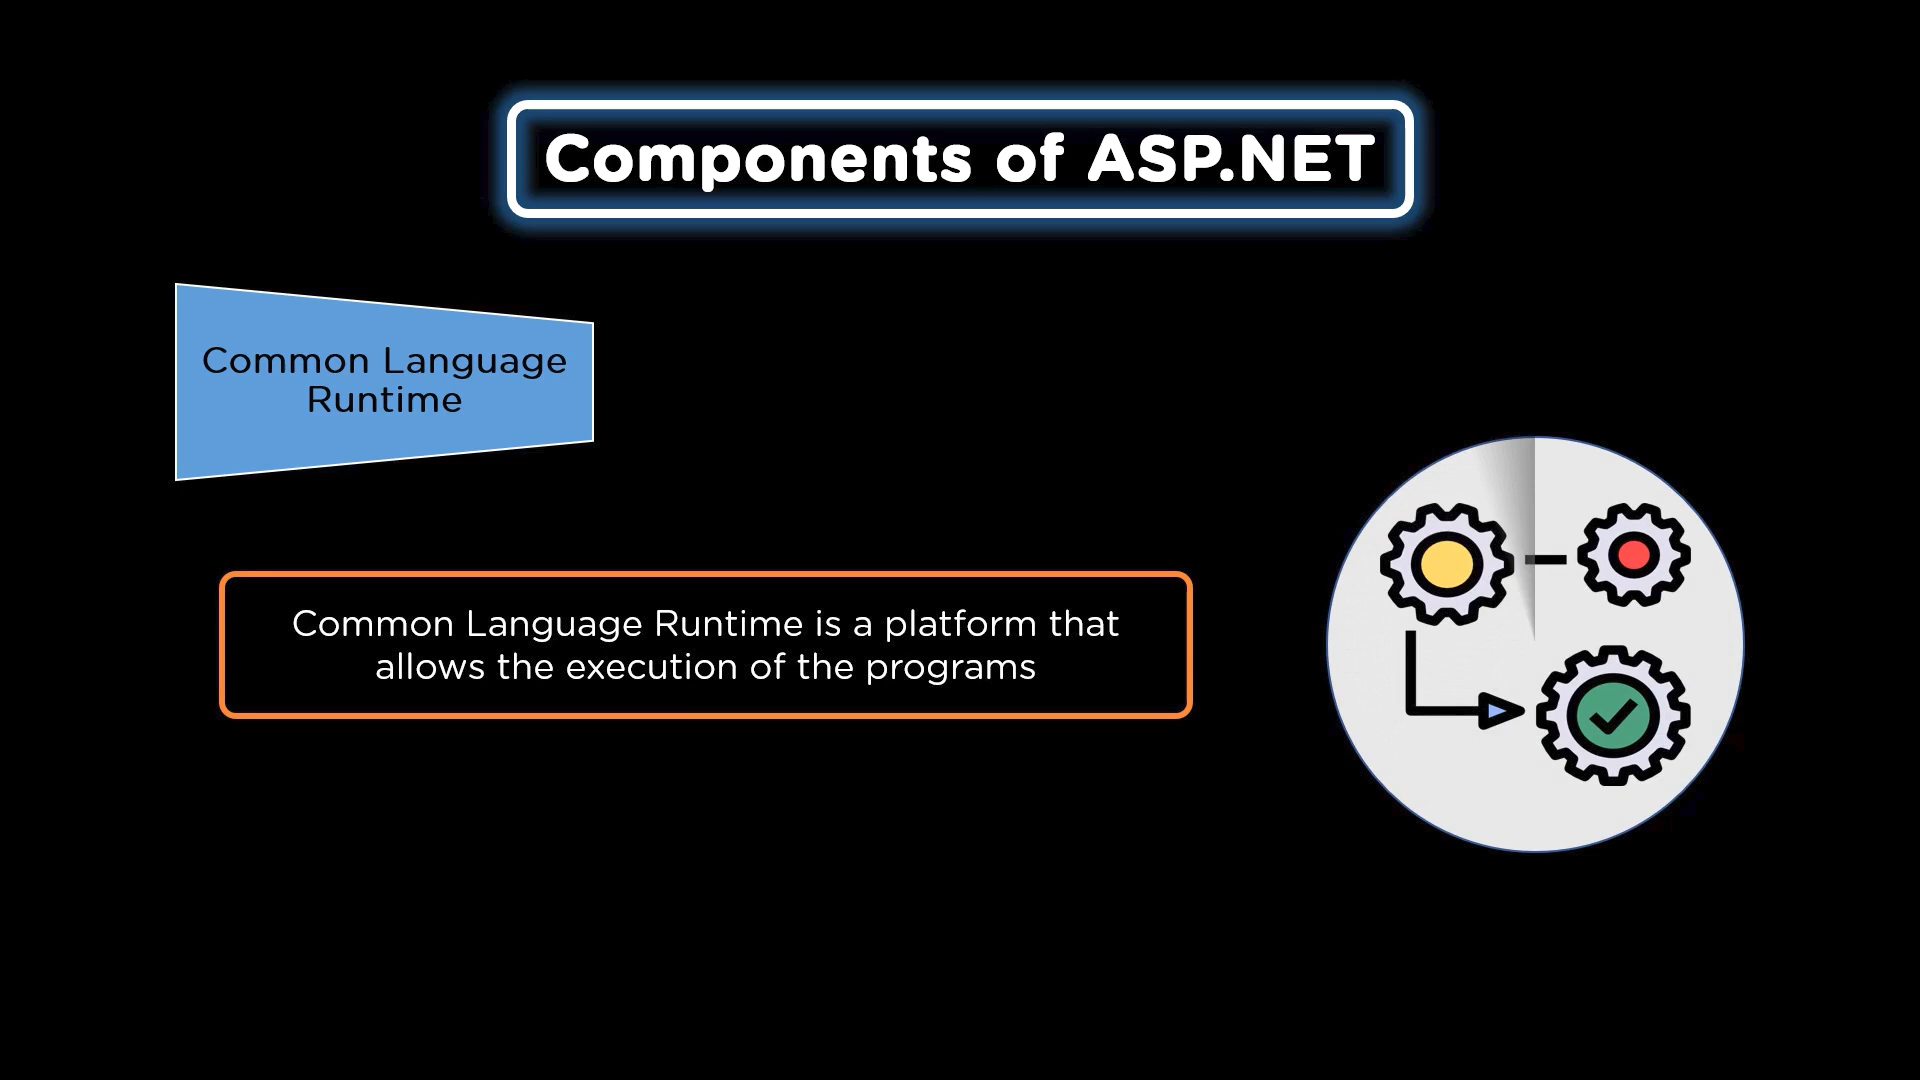 Components of ASP.NET
Common Language
Runtime
Common Language Runtime is a platform that
allows the execution of the programs